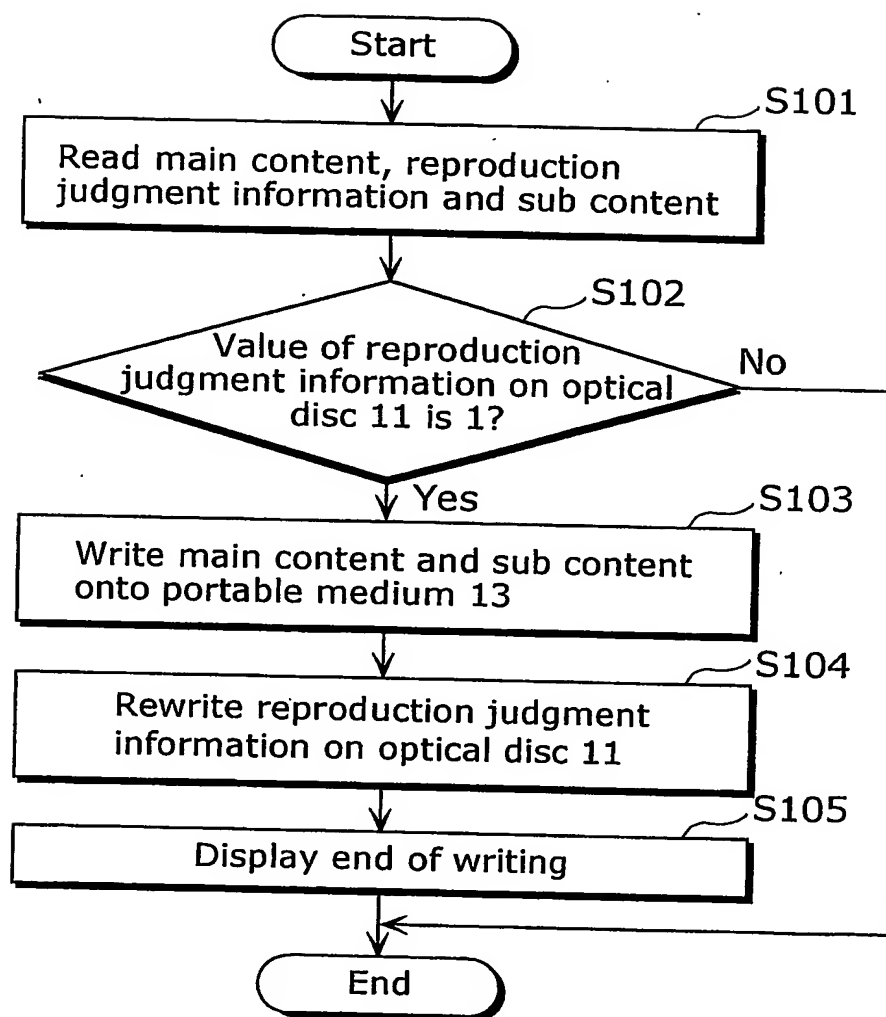 Start
S101
Read main content, reproduction
judgment information and sub content
S102
Value of reproduction
judgment information on optical
disc 11 is 1?
No
Yes
S103
Write main content and sub content
onto portable medium 13
S104
Rewrite reproduction judgment
information on optical disc 11
S105
Display end of writing
End